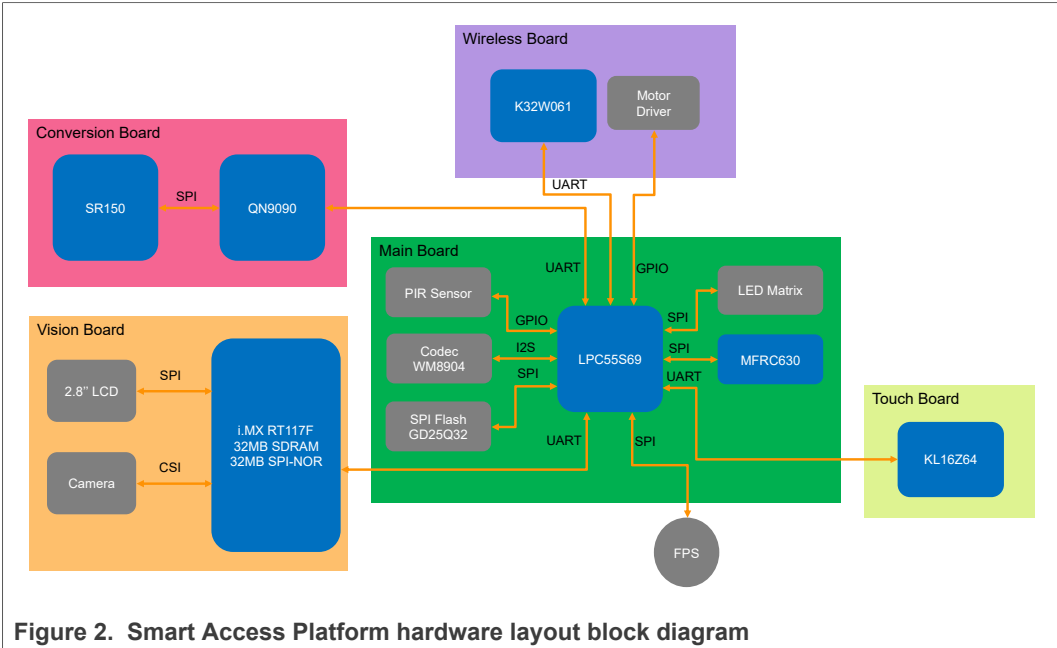 Wireless Board
K32W061
Motor
Driver
Conversion Board
SR150
SPI
QN9090
UART
Main Board
PIR Sensor
UART
GPIO
LED Matrix
GPIO
SPI
Codec
WM8904
I2S
LPC55S69
SPI
MFRC630
SPI
UART
SPI Flash
GD25Q32
UART
SPI
Vision Board
2.8” LCD
SPI
i.MX RT117F
32MB SDRAM
32MB SPI-NOR
Camera
CSI
Touch Board
KL16Z64
FPS
Figure 2. Smart Access Platform hardware layout block diagram